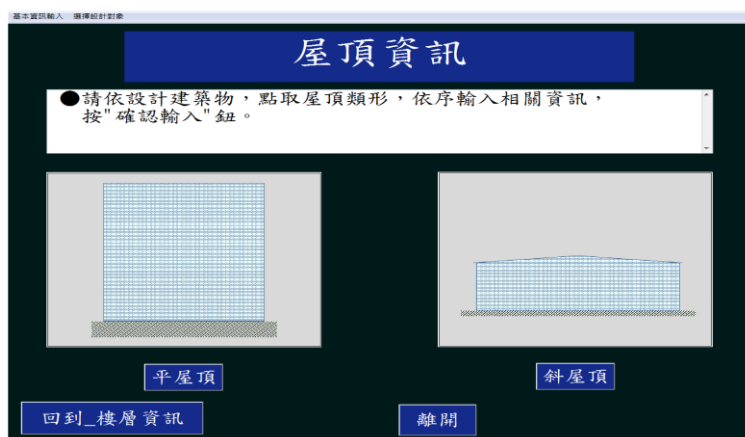 基本資訊輸入 選擇設計對象
屋頂資訊
●請依設計建築物，點取屋頂類形，依序輸入相關資訊，
按"確認輸入"鈕。
平屋頂
斜屋頂
回到_樓層資訊
離開